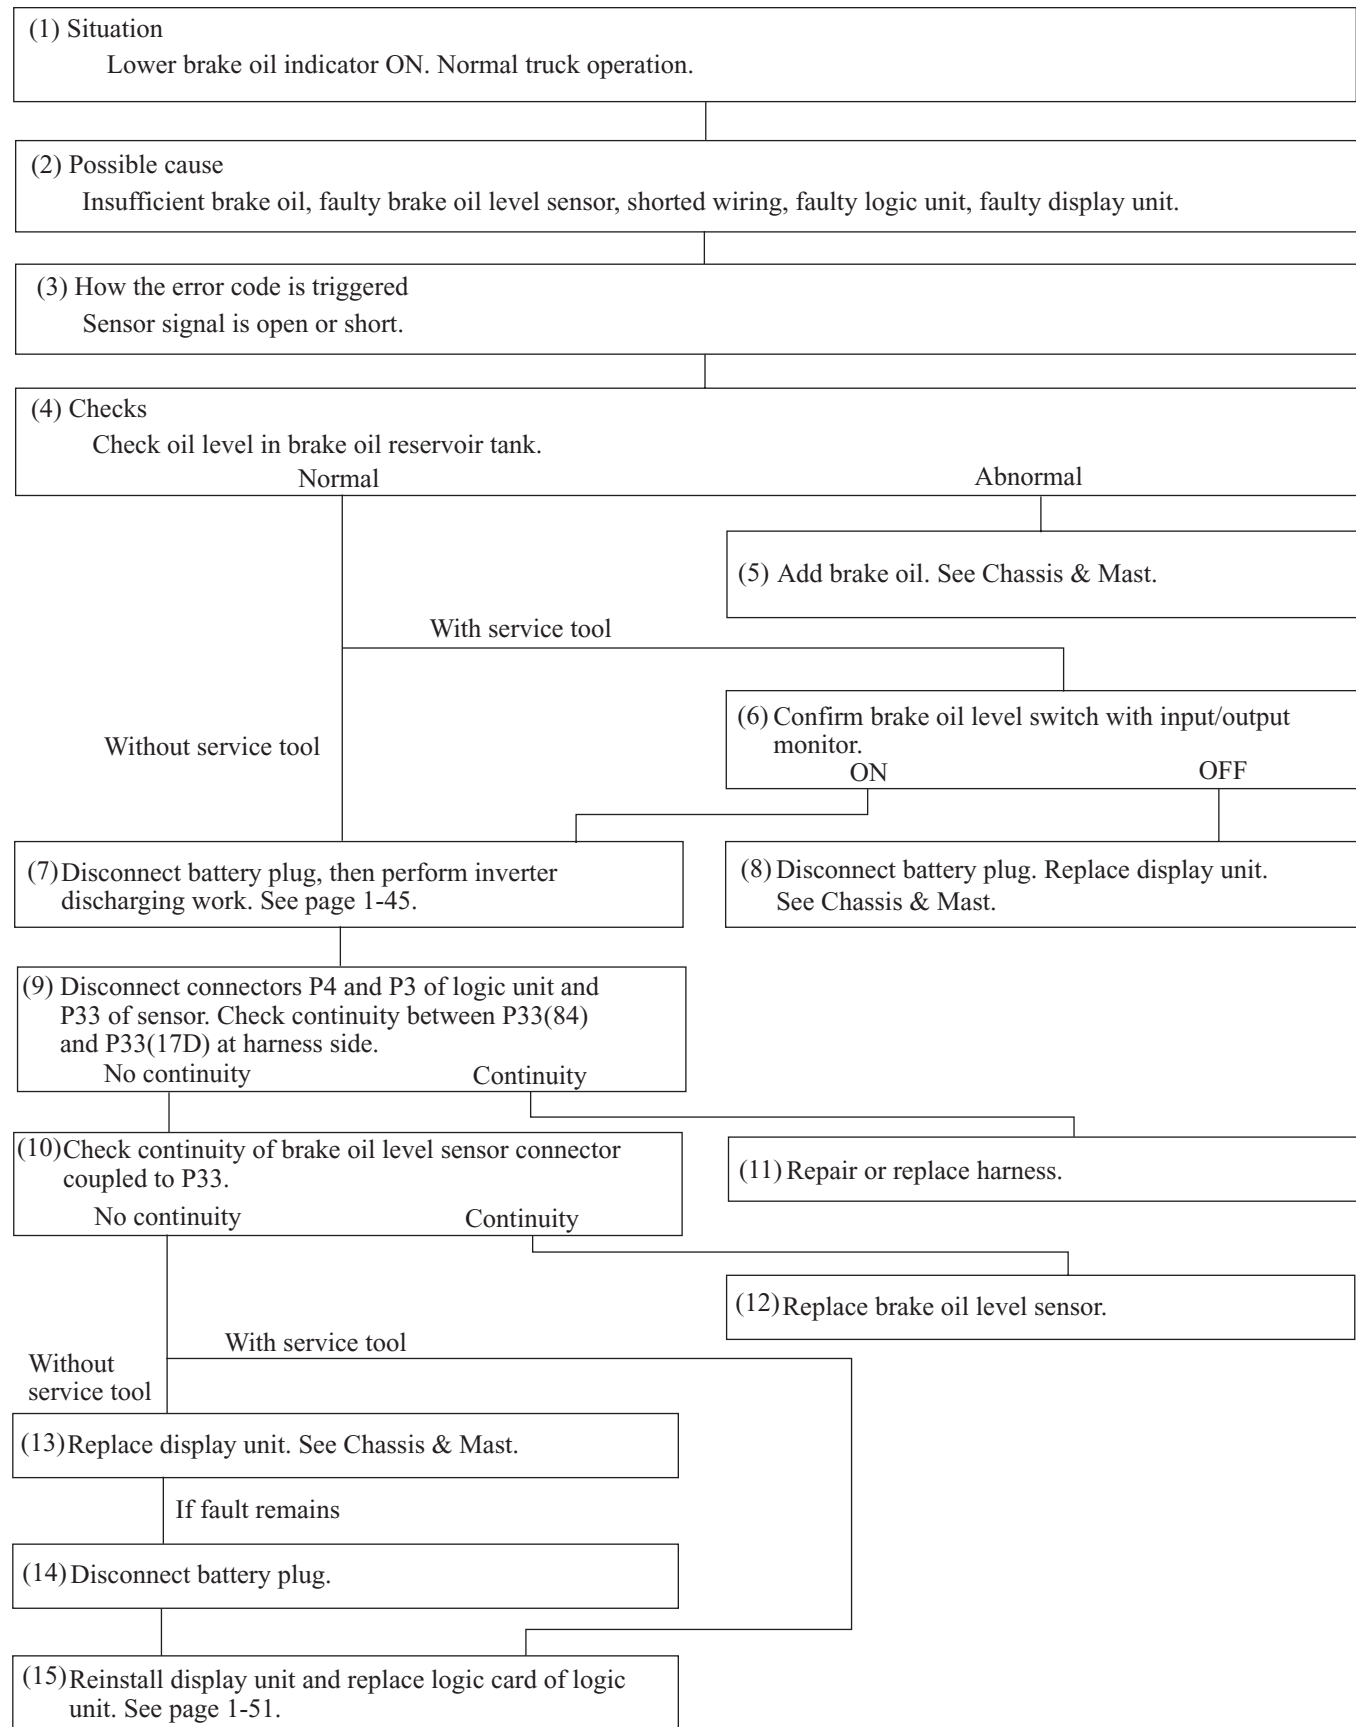 (1) Situation
Lower brake oil indicator ON. Normal truck operation.
(2) Possible cause
Insufficient brake oil, faulty brake oil level sensor, shorted wiring, faulty logic unit, faulty display unit.
(3) How the error code is triggered
Sensor signal is open or short.
(4) Checks
Check oil level in brake oil reservoir tank.
Normal
Abnormal
(5) Add brake oil. See Chassis & Mast.
With service tool
(6) Confirm brake oil level switch with input/output
monitor.
ON
OFF
Without service tool
(7) Disconnect battery plug, then perform inverter
discharging work. See page 1-45.
(8) Disconnect battery plug. Replace display unit.
See Chassis & Mast.
(9) Disconnect connectors P4 and P3 of logic unit and
P33 of sensor. Check continuity between P33(84)
and P33(17D) at harness side.
No continuity
Continuity
(10) Check continuity of brake oil level sensor connector
coupled to P33.
No continuity
Continuity
(11) Repair or replace harness.
(12) Replace brake oil level sensor.
With service tool
Without
service tool
(13) Replace display unit. See Chassis & Mast.
If fault remains
(14) Disconnect battery plug.
(15) Reinstall display unit and replace logic card of logic
unit. See page 1-51.